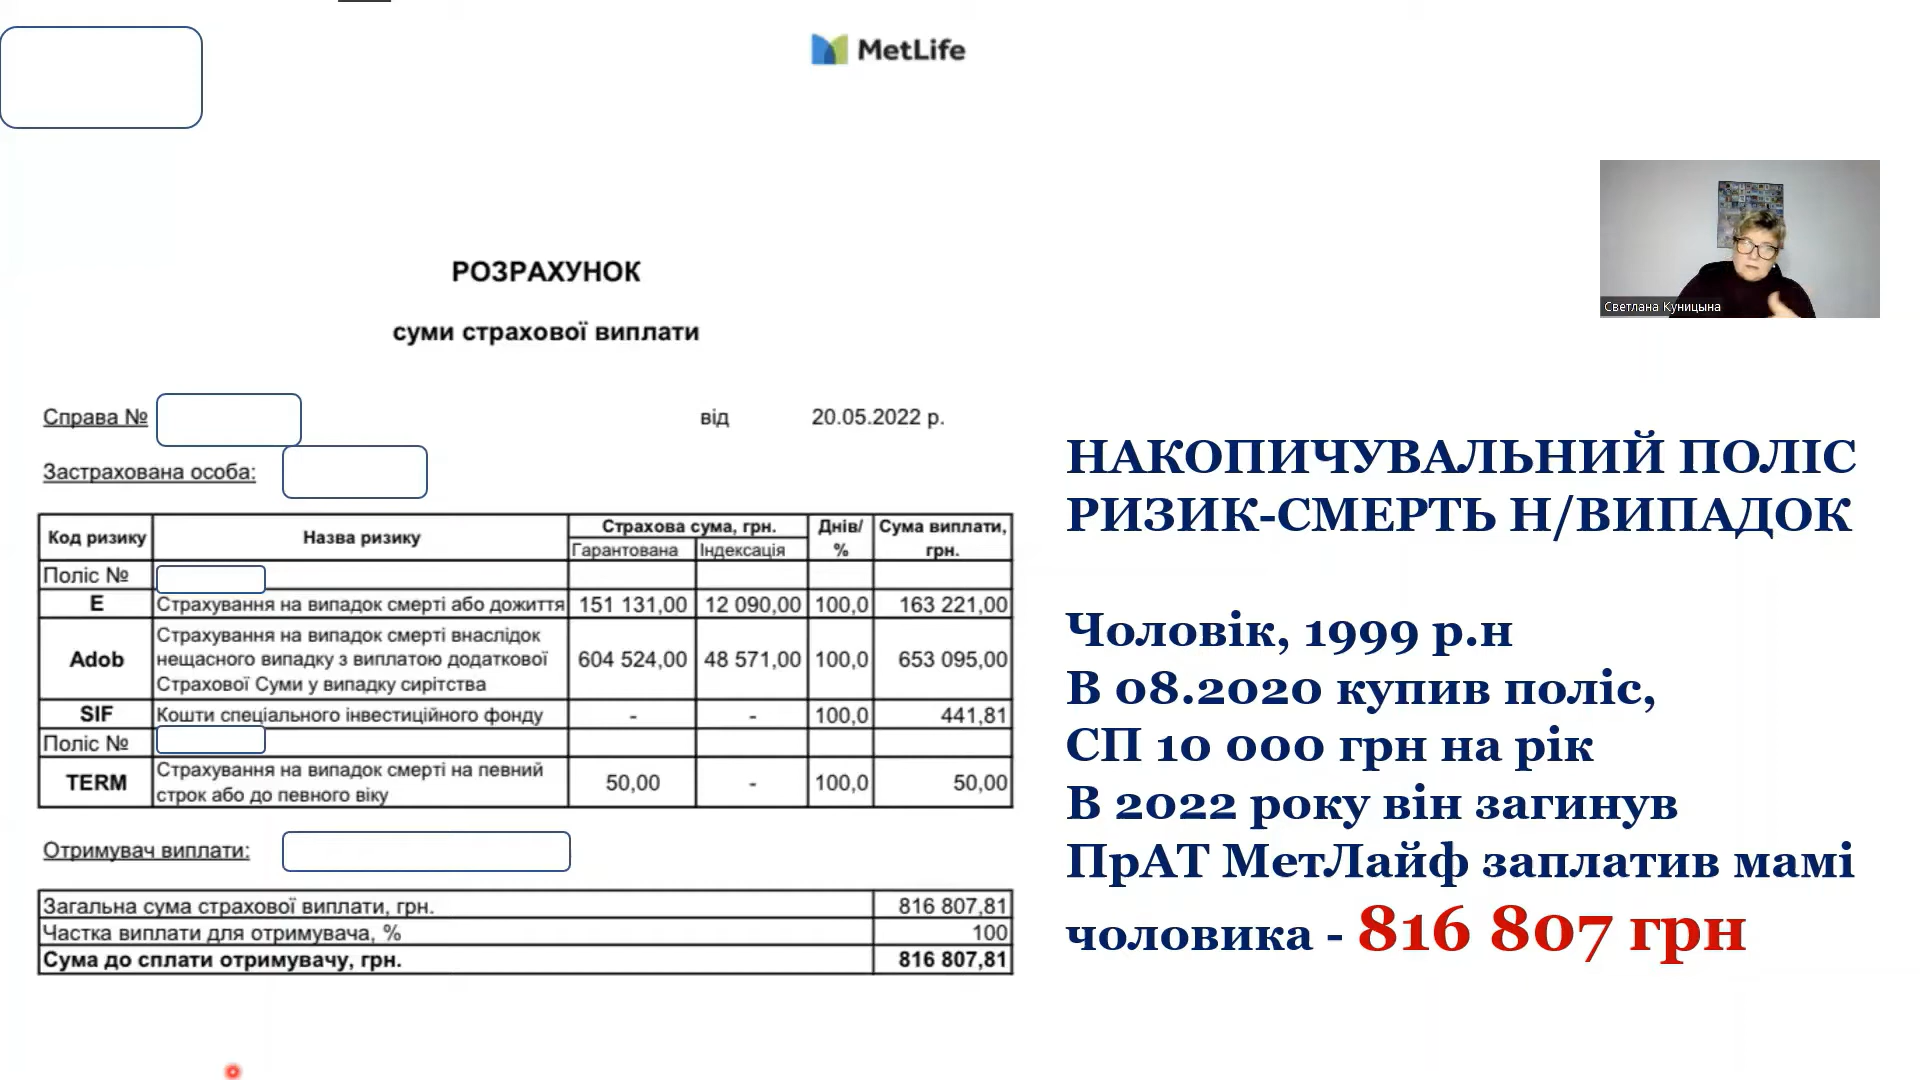 MetLife
РОЗРАХУНОК
суми страхової виплати
Справа № від 20.05.2022 р.
Застрахована особа:
Код ризику Назва ризику Страхова сума, грн. Днів/ % Сума виплати, грн.
Гарантована Індексація
Поліс №
E Страхування на випадок смерті або дожиття 151 131,00 12 090,00 100,0 163 221,00
Adob Страхування на випадок смерті внаслідок
нещасного випадку з виплатою додаткової 604 524,00 48 571,00 100,0 653 095,00
Страхової Суми у випадку сирітства
SIF Кошти спеціального інвестиційного фонду - - 100,0 441,81
Поліс №
TERM Страхування на випадок смерті на певний
строк або до певного віку 50,00 - 100,0 50,00
Отримувач виплати:
Загальна сума страхової виплати, грн. 816 807,81
Частка виплати для отримувача, % 100
Сума до сплати отримувачу, грн. 816 807,81
Светлана Куницына
НАКОПИЧУВАЛЬНИЙ ПОЛІС
РИЗИК-СМЕРТЬ Н/ВИПАДОК
Чоловік, 1999 р.н
В 08.2020 купив поліс,
СП 10 000 грн на рік
В 2022 року він загинув
ПрАТ МетЛайф заплатив мамі
чоловика - 816 807 грн